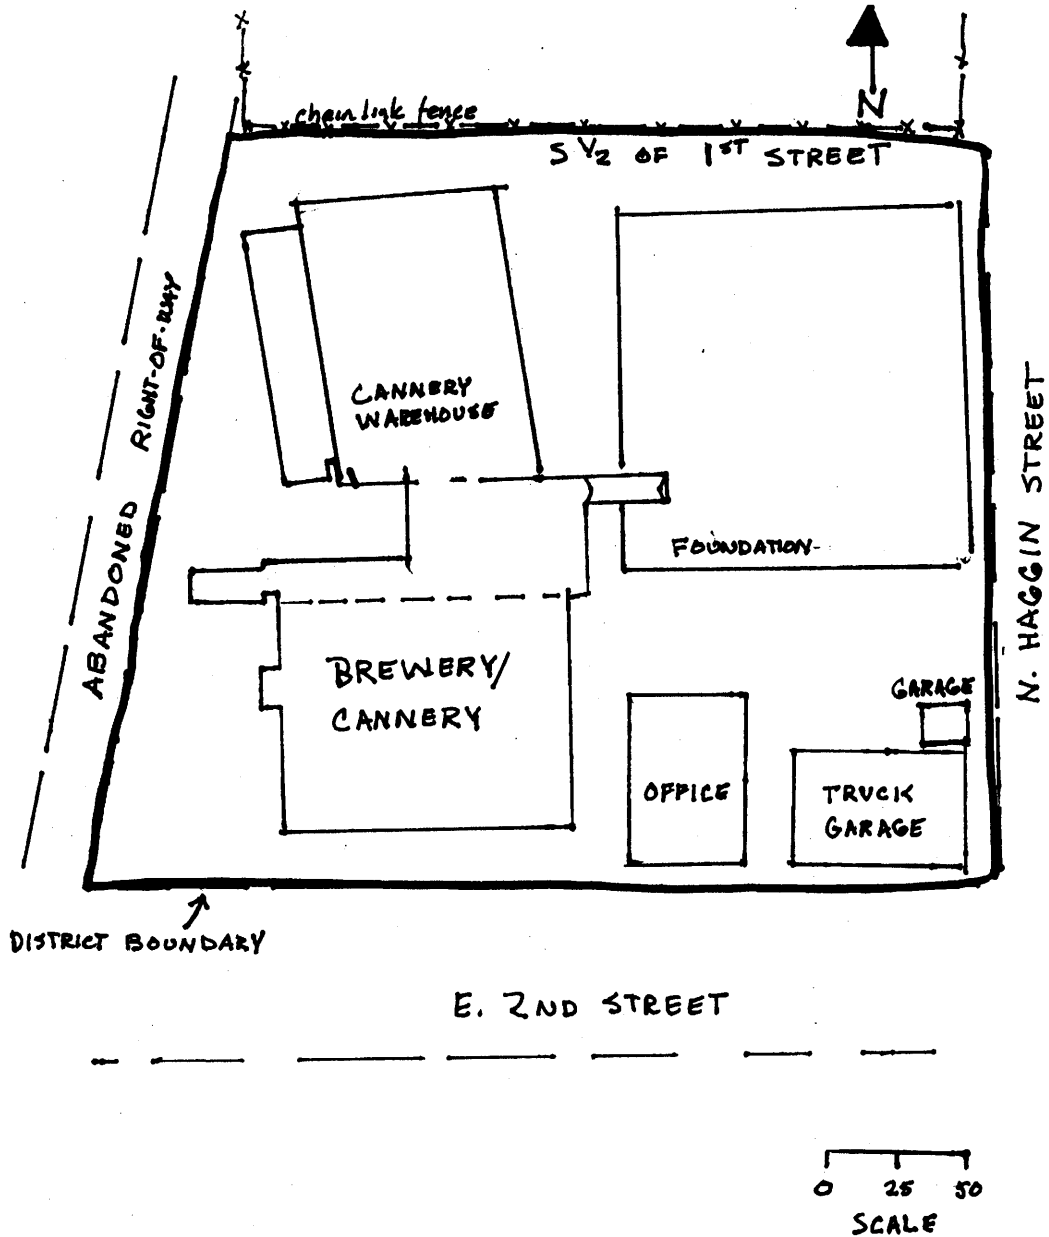 chain link fence
N
S 1/2 OF 1ST STREET
ABANDONED RIGHT-OF-WAY
CANNERY
WAREHOUSE
FOUNDATION
N. HAGGIN STREET
BREWERY/
CANNERY
GARAGE
OFFICE
TRUCK
GARAGE
DISTRICT BOUNDARY
E. 2ND STREET
0 25 50
SCALE